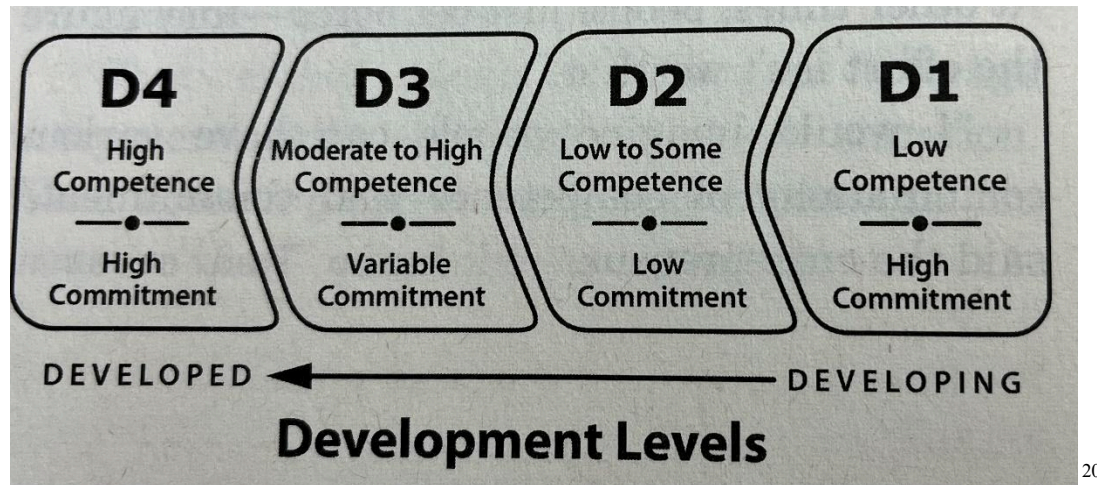 D4
High
Competence
High
Commitment
D3
Moderate to High
Competence
Variable
Commitment
D2
Low to Some
Competence
Low
Commitment
D1
Low
Competence
High
Commitment
DEVELOPED
DEVELOPING
Development Levels